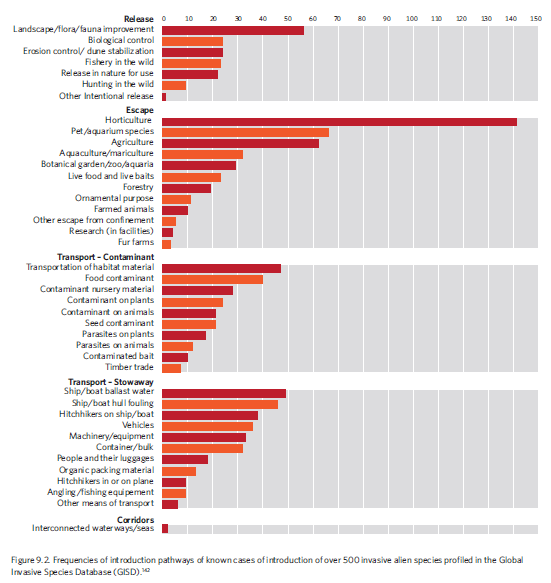 Release 0 10 20 30 40 50 60 70 80 90 100 110 120 130 140 150
Landscape/flora/fauna improvement
Biological control
Erosion control/ dune stabilization
Fishery in the wild
Release in nature for use
Hunting in the wild
Other Intentional release
Escape
Horticulture
Pet/aquarium species
Agriculture
Aquaculture/mariculture
Botanical garden/zoo/aquaria
Live food and live baits
Forestry
Ornamental purpose
Farmed animals
Other escape from confinement
Research (in facilities)
Fur farms
Transport – Contaminant
Transportation of habitat material
Food contaminant
Contaminant nursery material
Contaminant on plants
Contaminant on animals
Seed contaminant
Parasites on plants
Parasites on animals
Contaminated bait
Timber trade
Transport – Stowaway
Ship/boat ballast water
Ship/boat hull fouling
Hitchhikers on ship/boat
Vehicles
Machinery/equipment
Container/bulk
People and their luggages
Organic packing material
Hitchhikers in or on plane
Angling/fishing equipement
Other means of transport
Corridors
Interconnected waterways/seas
Figure 9.2. Frequencies of introduction pathways of known cases of introduction of over 500 invasive alien species profiled in the Global
Invasive Species Database (GISD).142